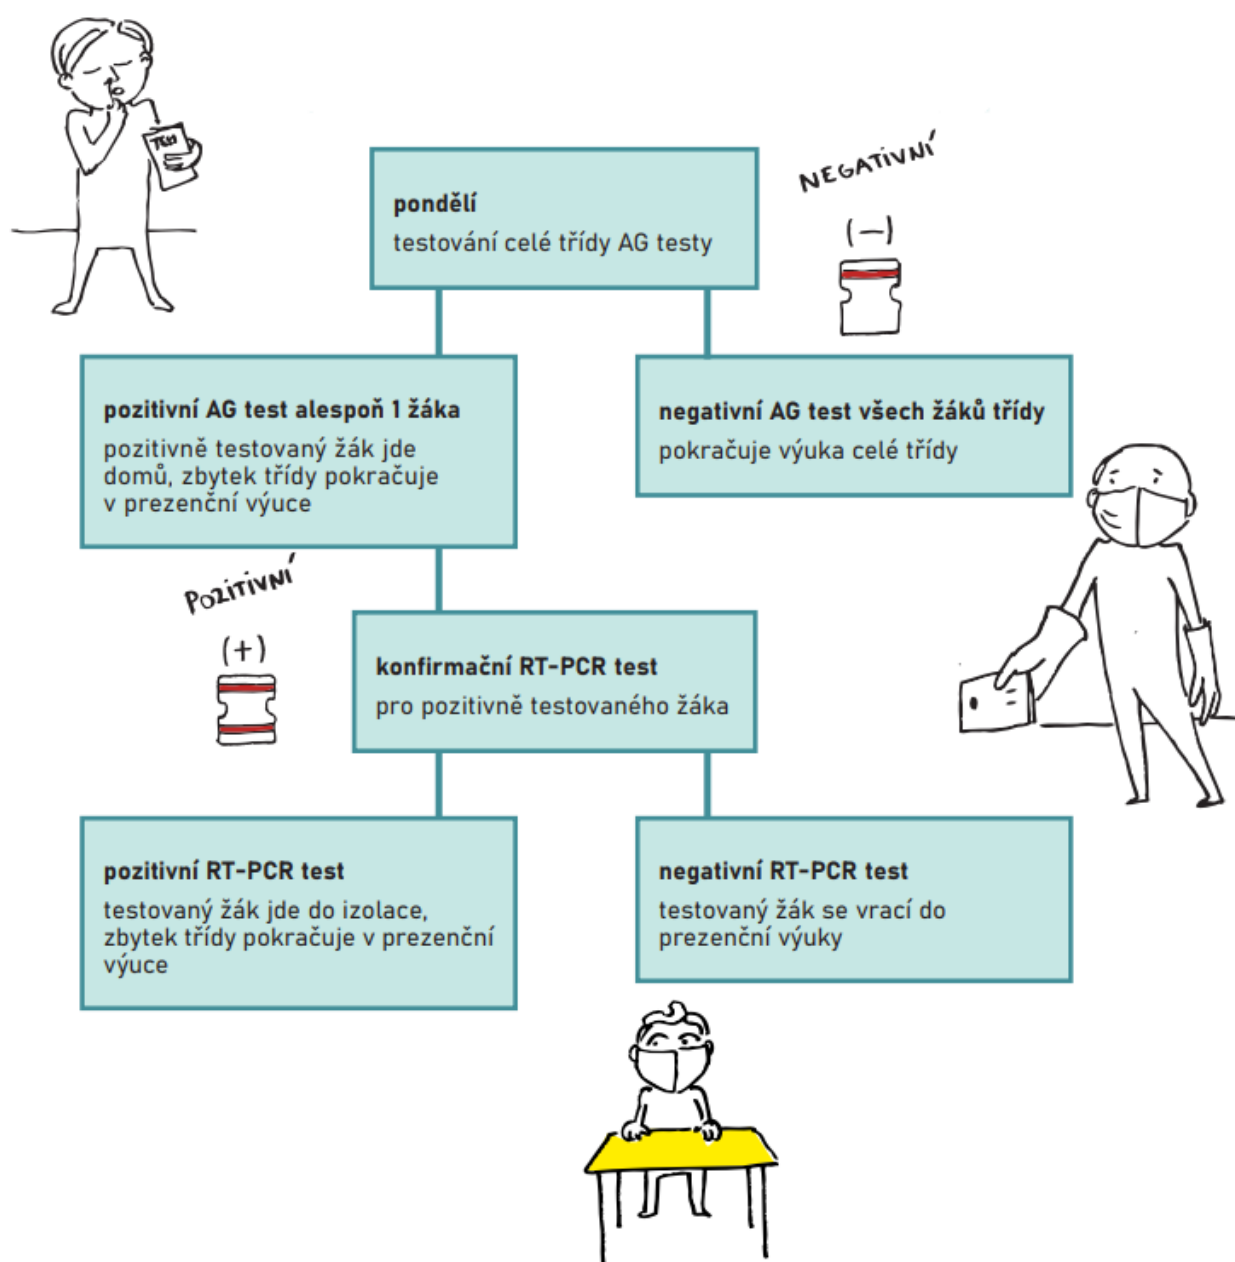 TEST
NEGATIVNÍ
(–)
pondělí
testování celé třídy AG testy
pozitivní AG test alespoň 1 žáka
pozitivně testovaný žák jde
domů, zbytek třídy pokračuje
v prezenční výuce
negativní AG test všech žáků třídy
pokračuje výuka celé třídy
POZITIVNÍ
(+)
konfirmační RT-PCR test
pro pozitivně testovaného žáka
pozitivní RT-PCR test
testovaný žák jde do izolace,
zbytek třídy pokračuje v prezenční
výuce
negativní RT-PCR test
testovaný žák se vrací do
prezenční výuky